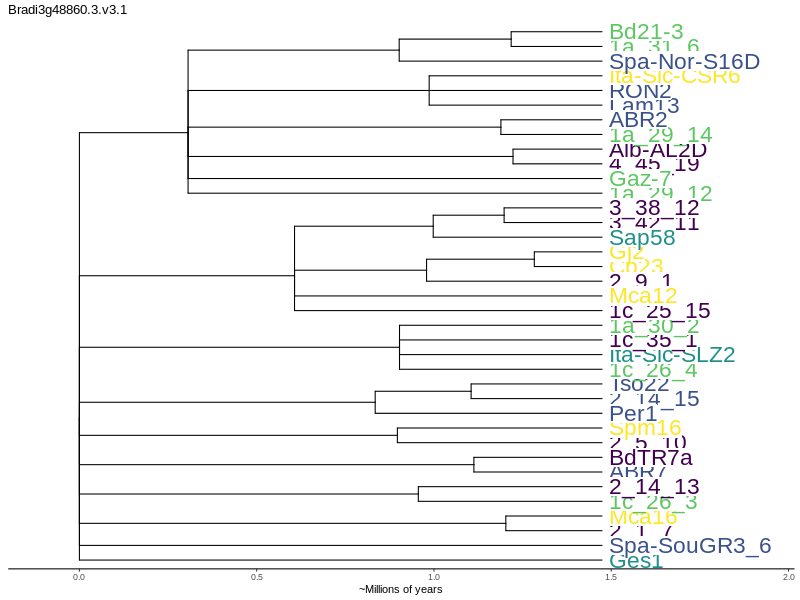 Bradi3g48860.3.v3.1
Bd21-3
1a_31_6
Spa-Nor-S16D
Ita-Sic-CSR6
RON2
Lam13
ABR2
1a_29_14
Alb-AL2D
4_45_19
Gaz-7
1a_29_12
3_38_12
3_42_11
Sap58
Gj2
Cb23
2_9_1
Mca12
1c_25_15
1a_30_2
1c_35_1
Ita-Sic-SLZ2
1c_26_4
Tso22
2_14_15
Per1
Spm16
2_5_10
BdTR7a
ABR7
2_14_13
1c_26_3
Mca16
2_1_7
Spa-SouGR3_6
Ges1
0.0 0.5 1.0 1.5 2.0
~Millions of years